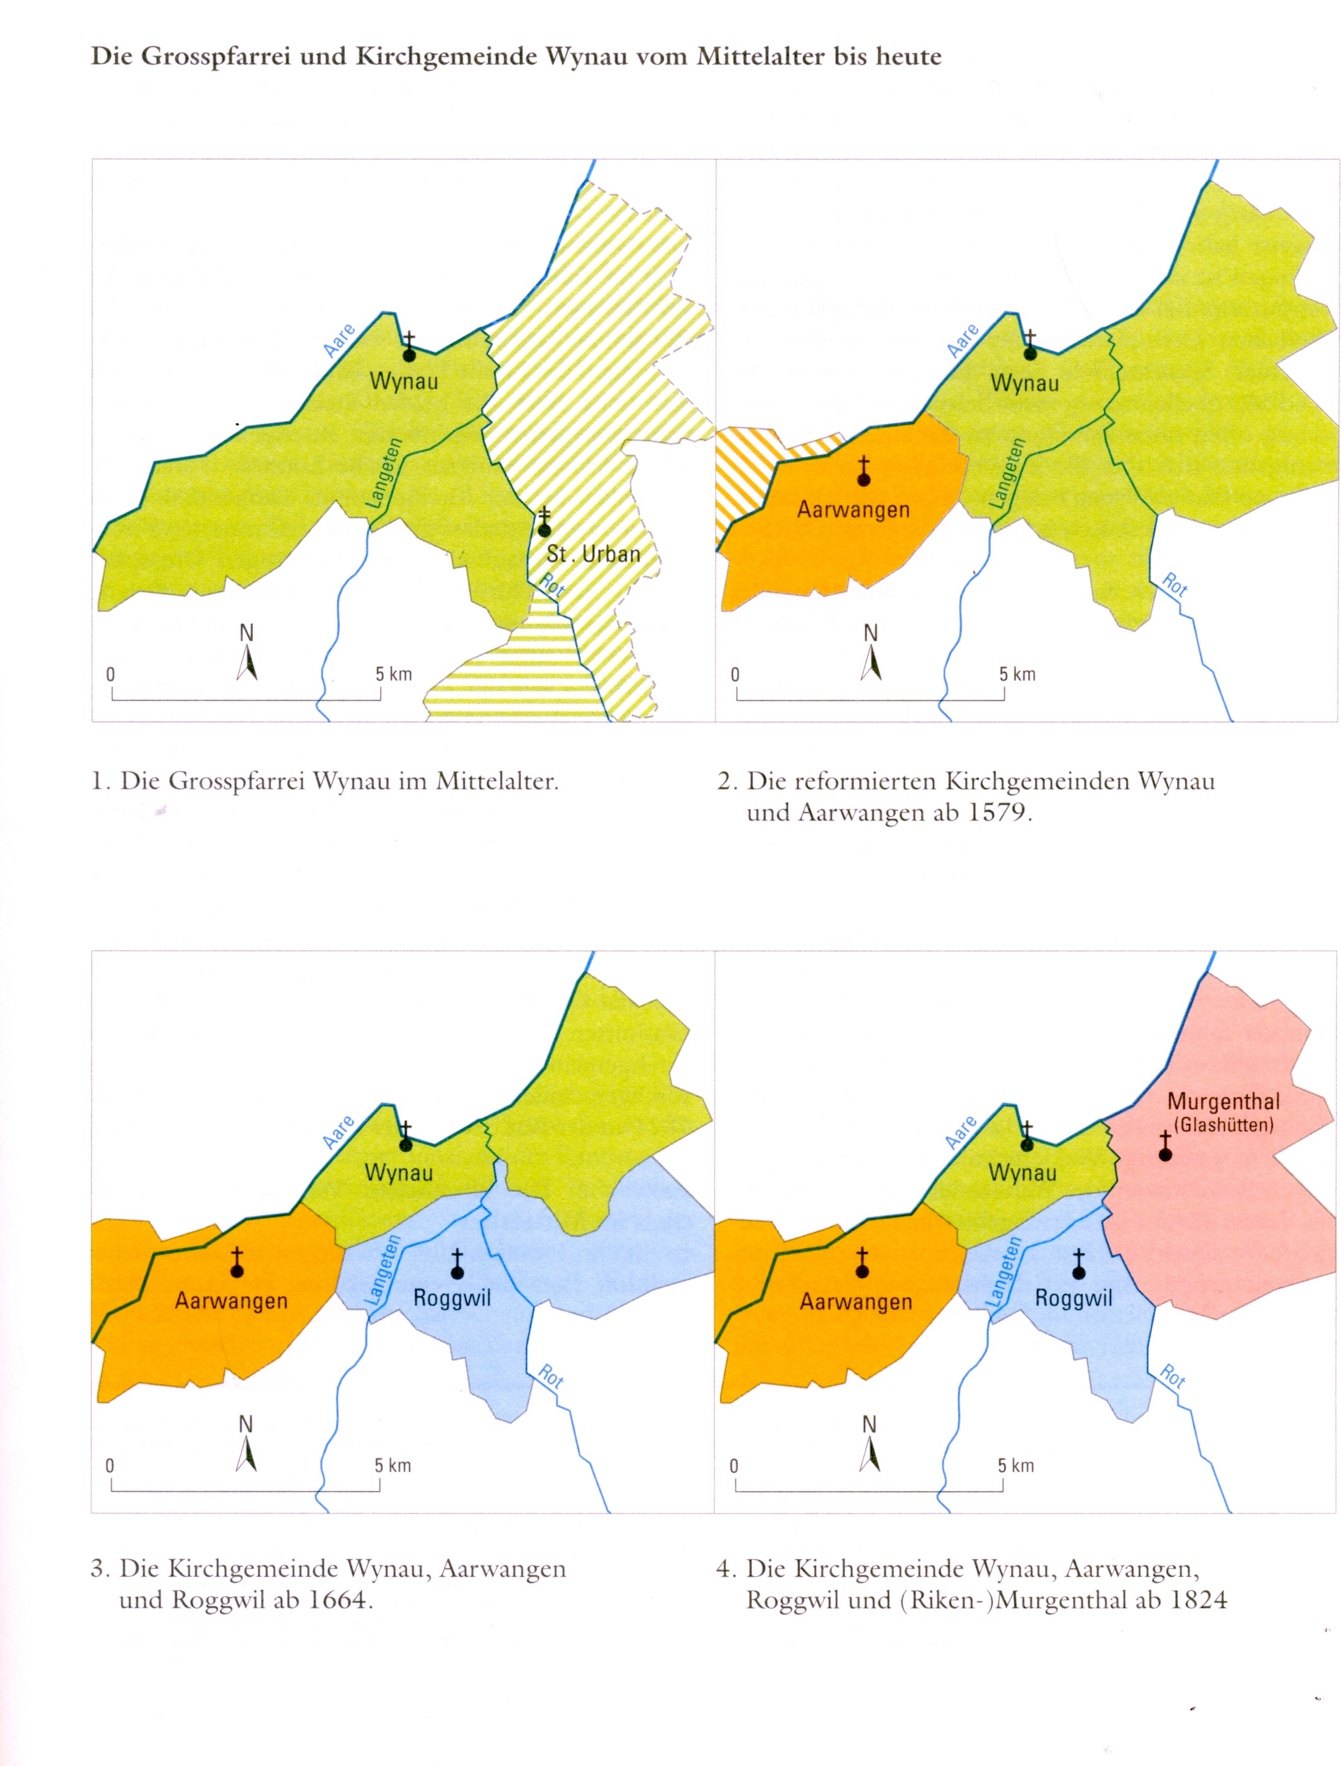 Die Grosspfarrei und Kirchgemeinde Wynau vom Mittelalter bis heute
Aare
Wynau
Langeten
St. Urban
Rot
N
0
5 km
1. Die Grosspfarrei Wynau im Mittelalter.
Aare
Wynau
Aarwangen
Langeten
Rot
N
0
5 km
2. Die reformierten Kirchgemeinden Wynau
und Aarwangen ab 1579.
Aare
Wynau
Langeten
Aarwangen
Roggwil
Rot
N
0
5 km
3. Die Kirchgemeinde Wynau, Aarwangen
und Roggwil ab 1664.
Murgenthal
(Glashütten)
Aare
Wynau
Langeten
Aarwangen
Roggwil
Rot
N
0
5 km
4. Die Kirchgemeinde Wynau, Aarwangen,
Roggwil und (Riken-)Murgenthal ab 1824